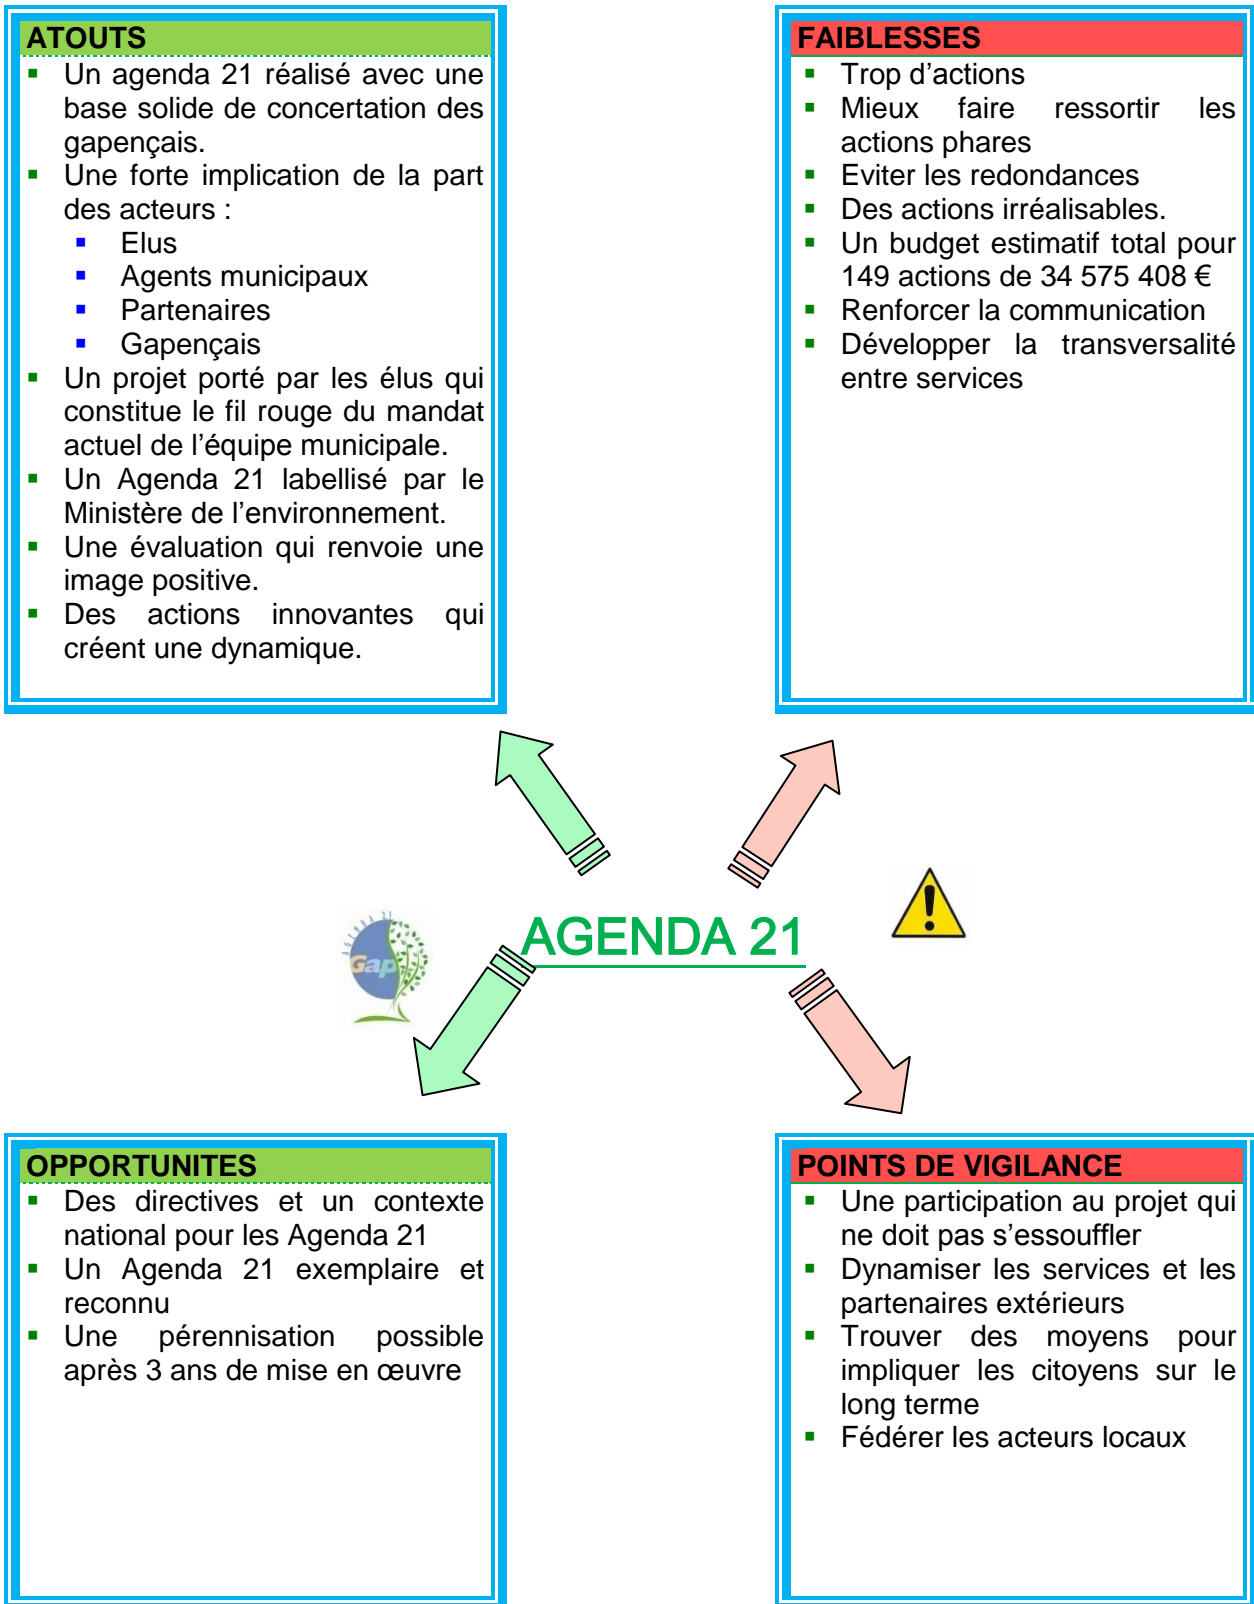 ATOUTS
▪ Un agenda 21 réalisé avec une
base solide de concertation des
gapençais.
▪ Une forte implication de la part
des acteurs :
▪ Elus
▪ Agents municipaux
▪ Partenaires
▪ Gapençais
▪ Un projet porté par les élus qui
constitue le fil rouge du mandat
actuel de l’équipe municipale.
▪ Un Agenda 21 labellisé par le
Ministère de l’environnement.
▪ Une évaluation qui renvoie une
image positive.
▪ Des actions innovantes qui
créent une dynamique.
FAIBLESSES
▪ Trop d’actions
▪ Mieux faire ressortir les
actions phares
▪ Eviter les redondances
▪ Des actions irréalisables.
▪ Un budget estimatif total pour
149 actions de 34 575 408 €
▪ Renforcer la communication
▪ Développer la transversalité
entre services
AGENDA 21
Gap
AGENDA 21
OPPORTUNITES
▪ Des directives et un contexte
national pour les Agenda 21
▪ Un Agenda 21 exemplaire et
reconnu
▪ Une pérennisation possible
après 3 ans de mise en œuvre
POINTS DE VIGILANCE
▪ Une participation au projet qui
ne doit pas s’essouffler
▪ Dynamiser les services et les
partenaires extérieurs
▪ Trouver des moyens pour
impliquer les citoyens sur le
long terme
▪ Fédérer les acteurs locaux